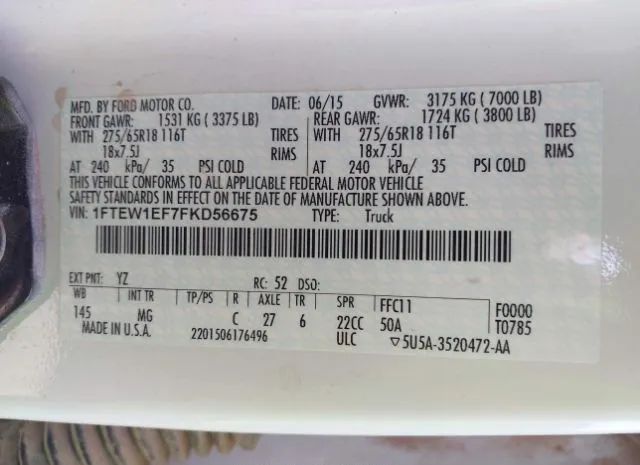 MFD. BY FORD MOTOR CO. DATE: 06/15 GVWR: 3175 KG ( 7000 LB)
FRONT GAWR: 1531 KG ( 3375 LB) REAR GAWR: 1724 KG ( 3800 LB)
WITH 275/65R18 116T TIRES WITH 275/65R18 116T TIRES
18x7.5J RIMS 18x7.5J RIMS
AT 240 kPa/ 35 PSI COLD AT 240 kPa/ 35 PSI COLD
THIS VEHICLE CONFORMS TO ALL APPLICABLE FEDERAL MOTOR VEHICLE
SAFETY STANDARDS IN EFFECT ON THE DATE OF MANUFACTURE SHOWN ABOVE.
VIN: 1FTEW1EF7FKD56675 TYPE: Truck
EXT PNT: YZ RC: 52 DSO:
WB INT TR TP/PS R AXLE TR SPR FFC11 F0000
145 MG C 27 6 22CC 50A T0785
MADE IN U.S.A. 2201506176496 ULC ▽5U5A-3520472-AA